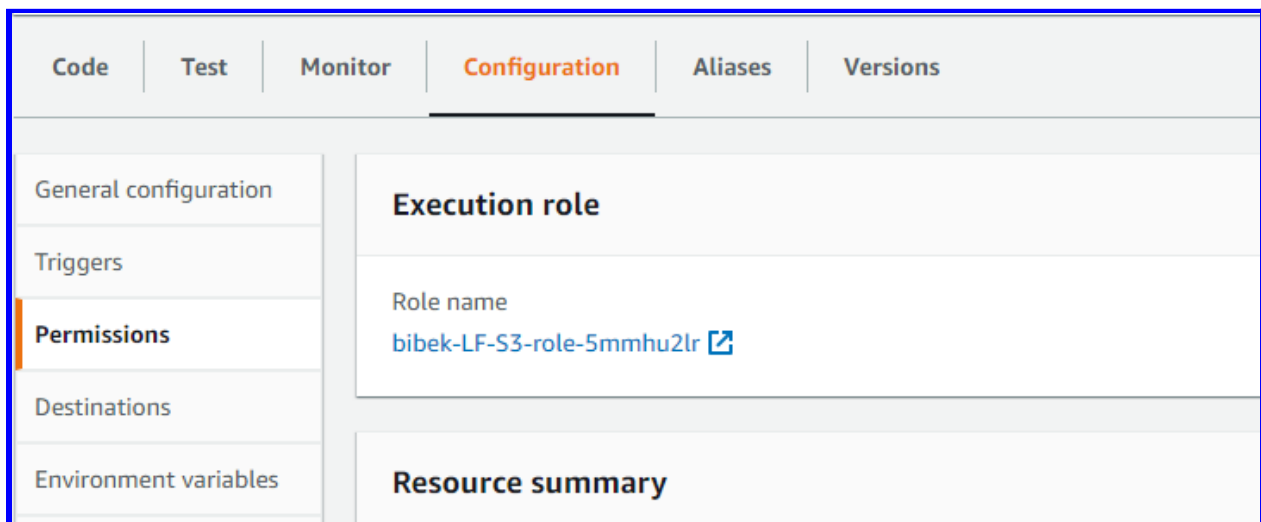 Code Test Monitor Configuration Aliases Versions
General configuration
Triggers
Permissions
Destinations
Environment variables
Execution role
Role name
bibek-LF-S3-role-5mmhu2lr
Resource summary